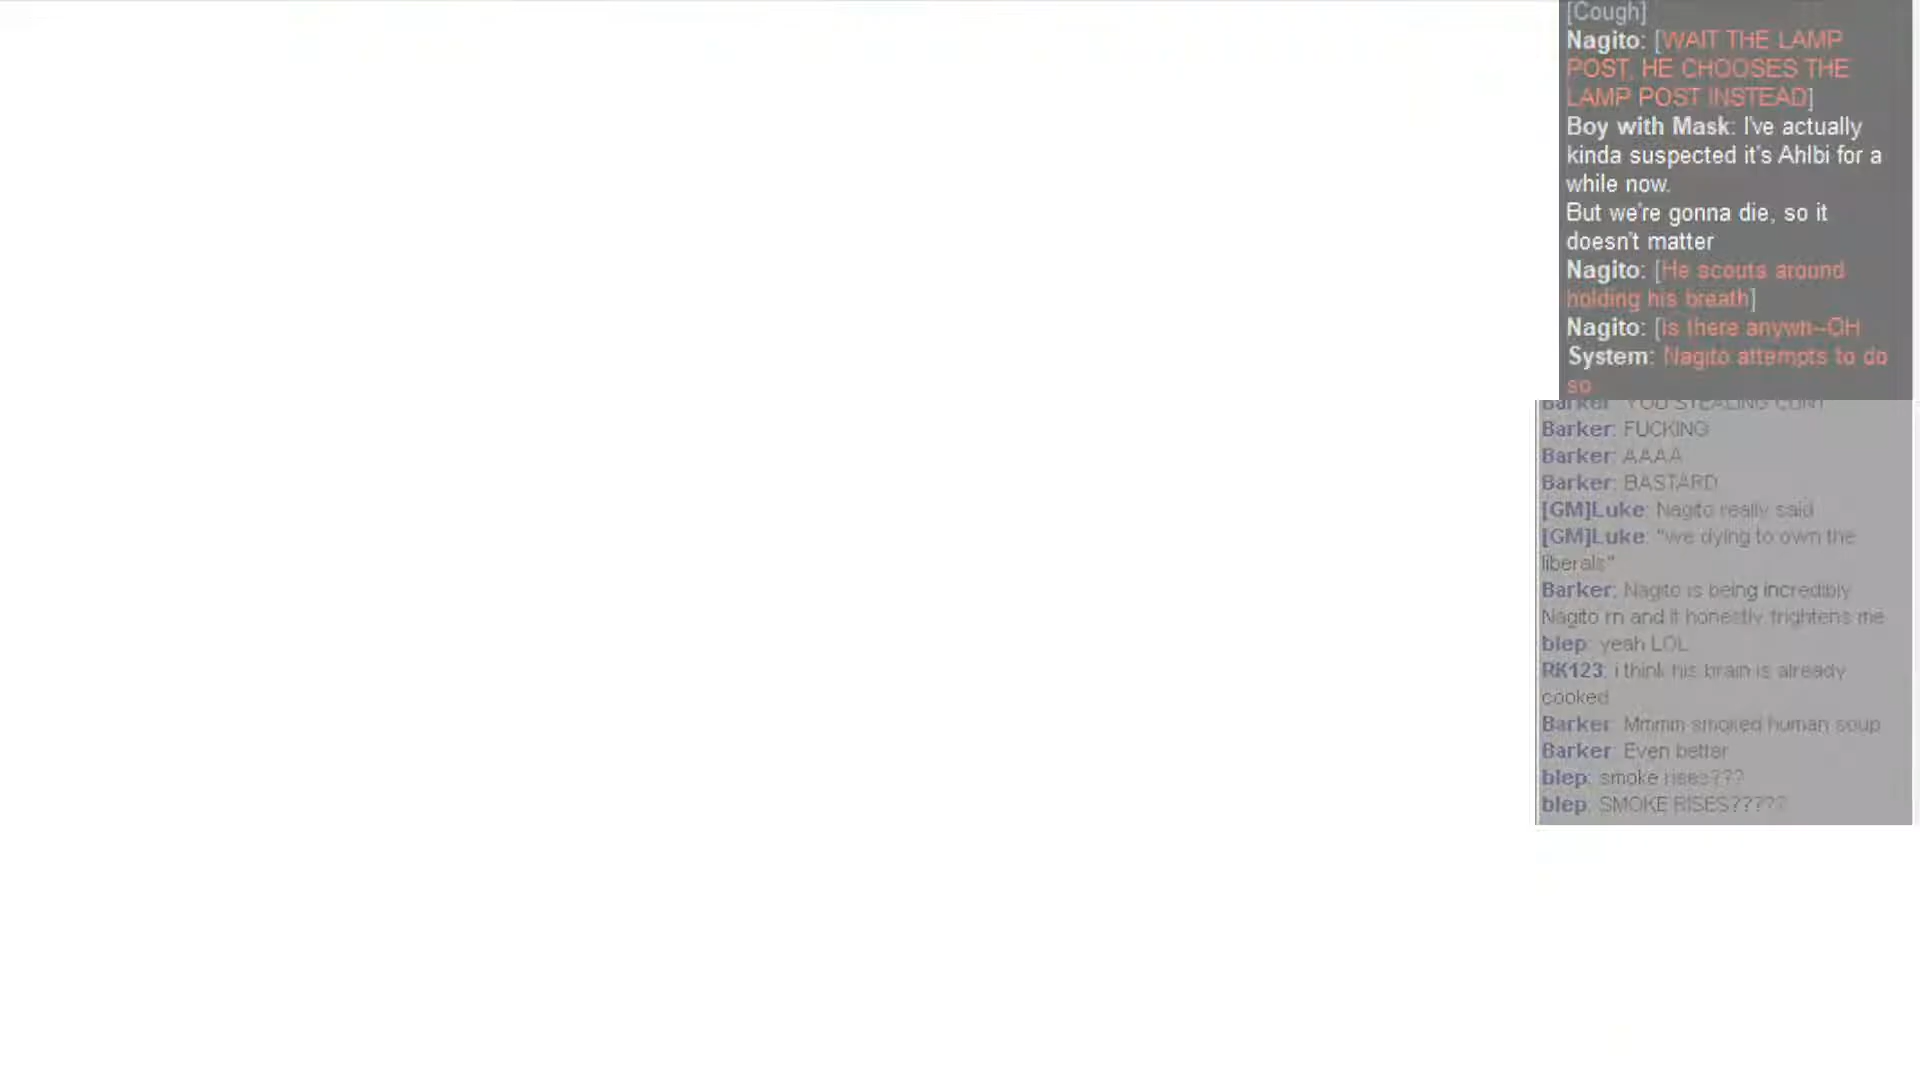 [Cough]
Nagito: [WAIT THE LAMP
POST, HE CHOOSES THE
LAMP POST INSTEAD]
Boy with Mask: I've actually
kinda suspected it's Ahlbi for a
while now.
But we're gonna die, so it
doesn't matter
Nagito: [He scouts around
holding his breath]
Nagito: [Is there anywh--OH
System: Nagito attempts to do
so
Barker: YOU STEALING CUNT
Barker: FUCKING
Barker: AAAA
Barker: BASTARD
[GM]Luke: Nagito really said
[GM]Luke: "we dying to own the
liberals"
Barker: Nagito is being incredibly
Nagito rn and it honestly frightens me
blep: yeah LOL
RK123: i think his brain is already
cooked
Barker: Mmmm smoked human soup
Barker: Even better
blep: smoke rises???
blep: SMOKE RISES?????